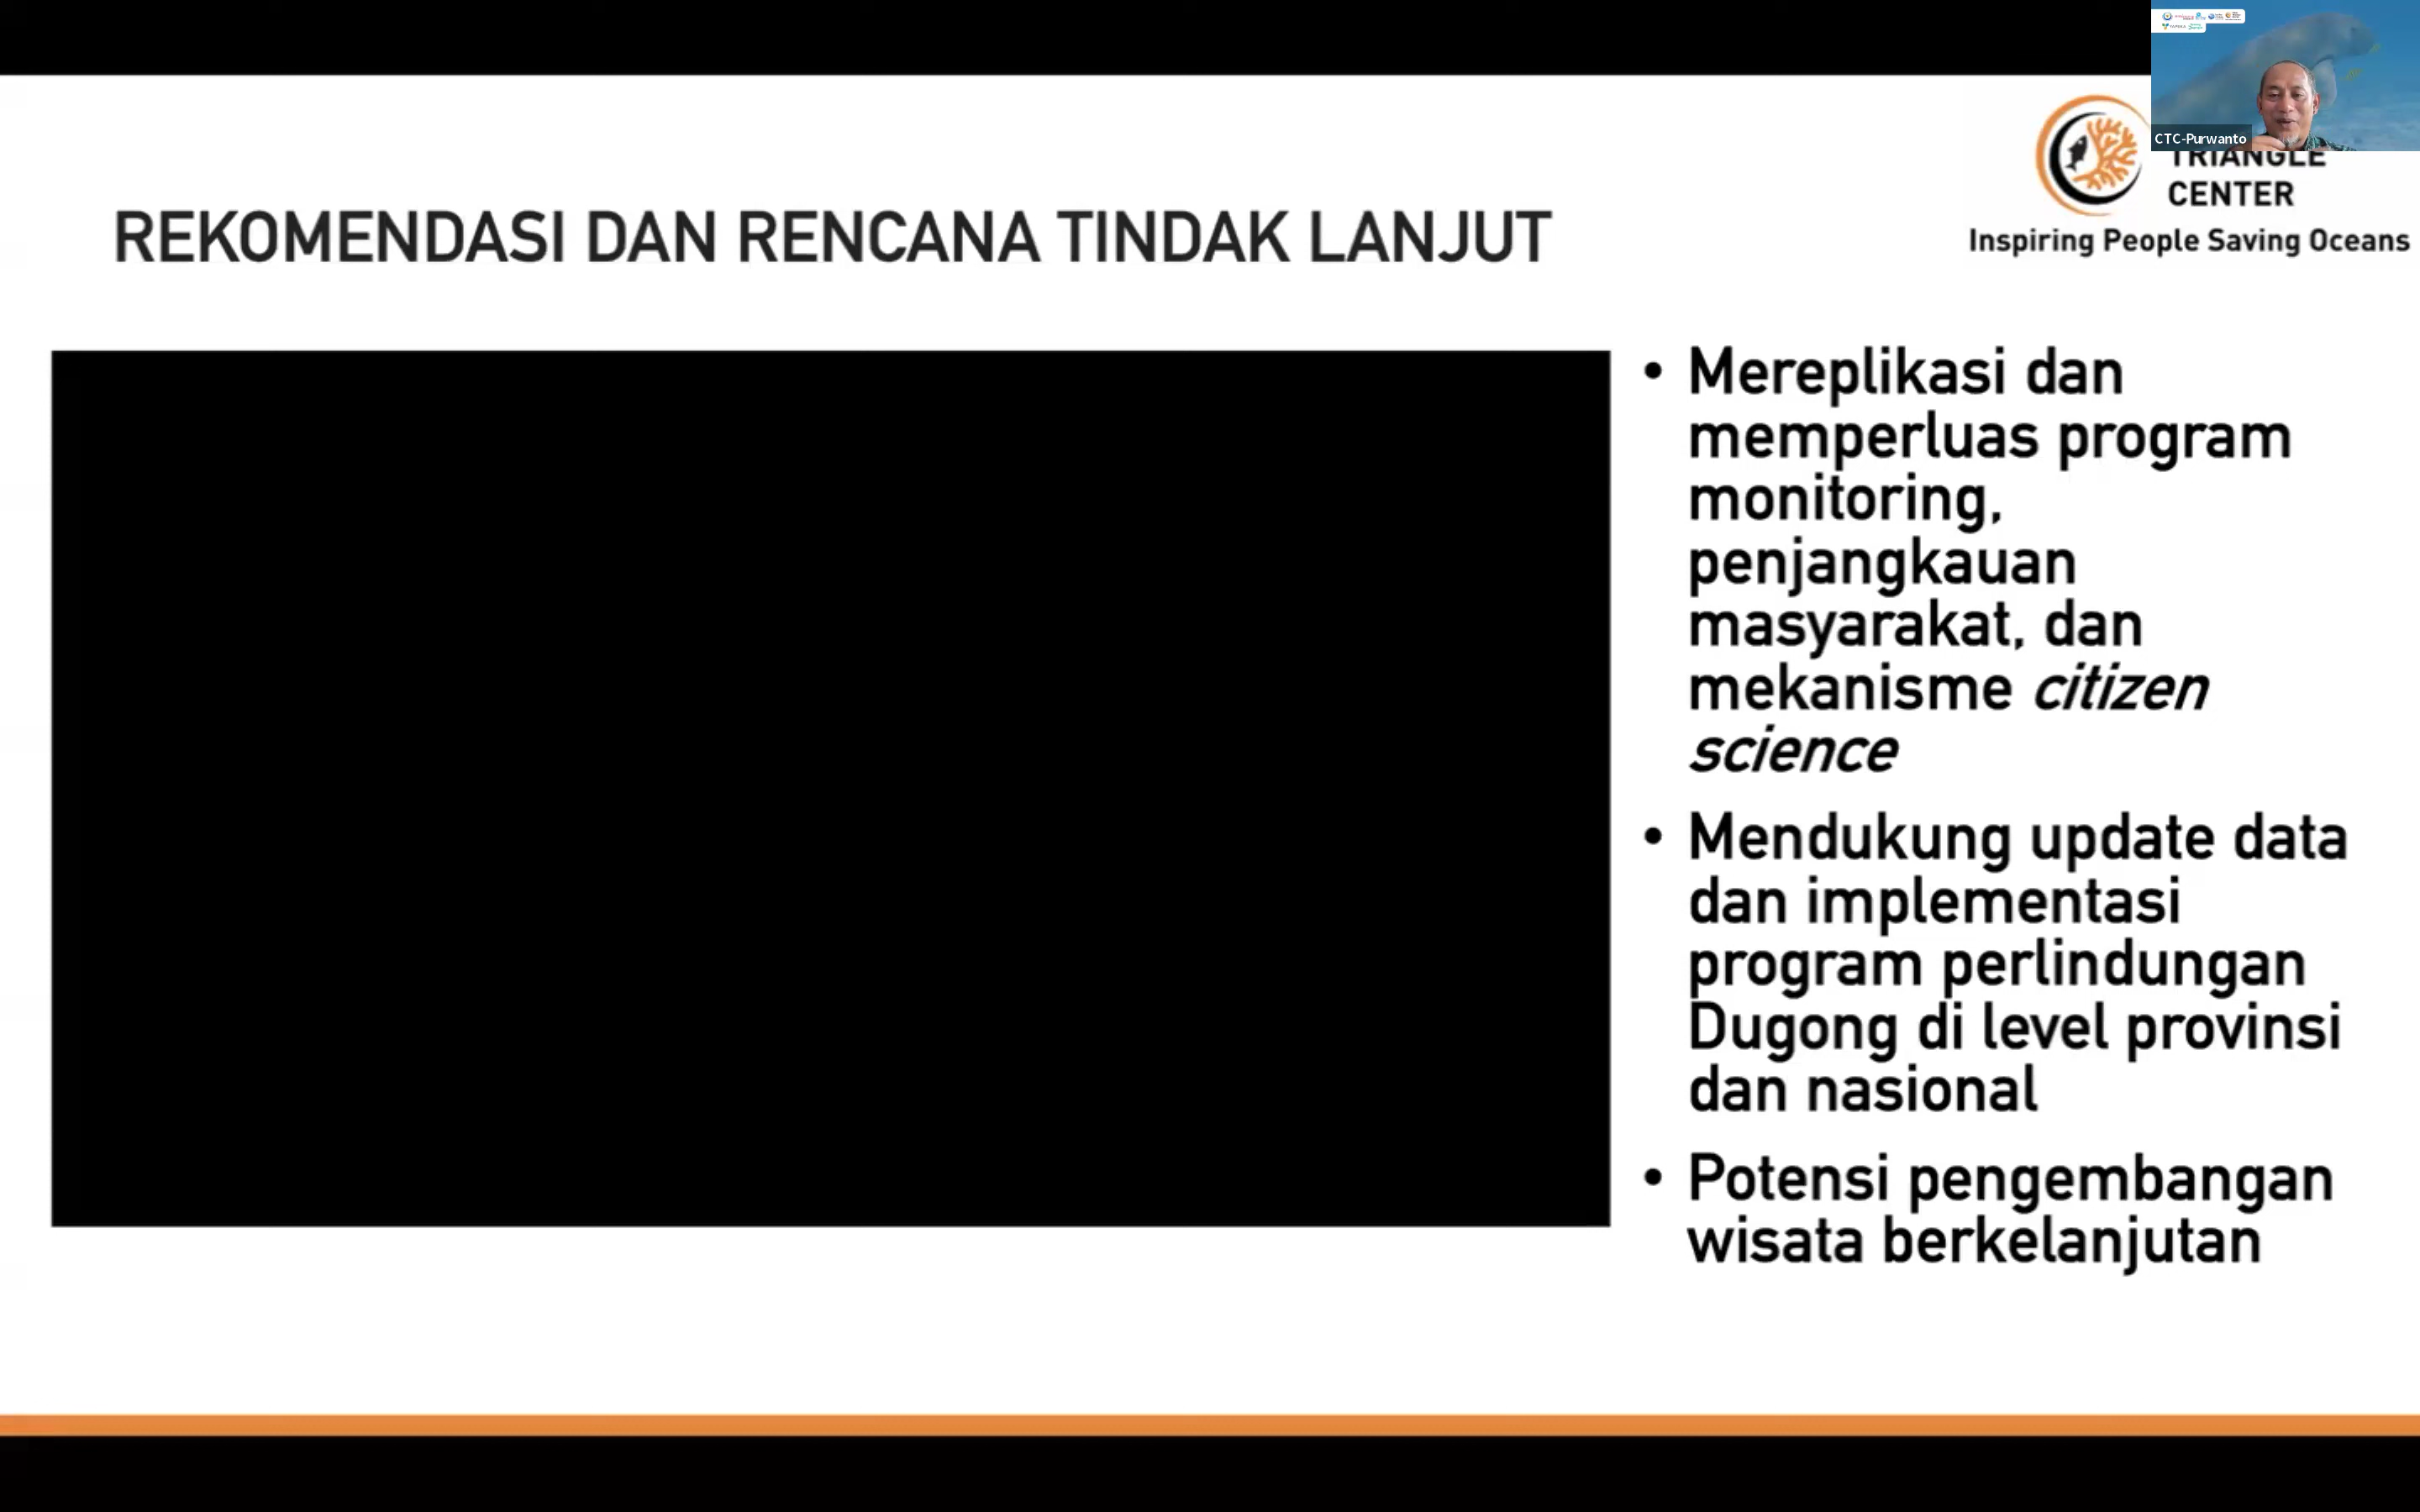 CTC-Purwanto
TRIANGLE
CENTER
Inspiring People Saving Oceans
REKOMENDASI DAN RENCANA TINDAK LANJUT
• Mereplikasi dan
memperluas program
monitoring,
penjangkauan
masyarakat, dan
mekanisme citizen
science
• Mendukung update data
dan implementasi
program perlindungan
Dugong di level provinsi
dan nasional
• Potensi pengembangan
wisata berkelanjutan